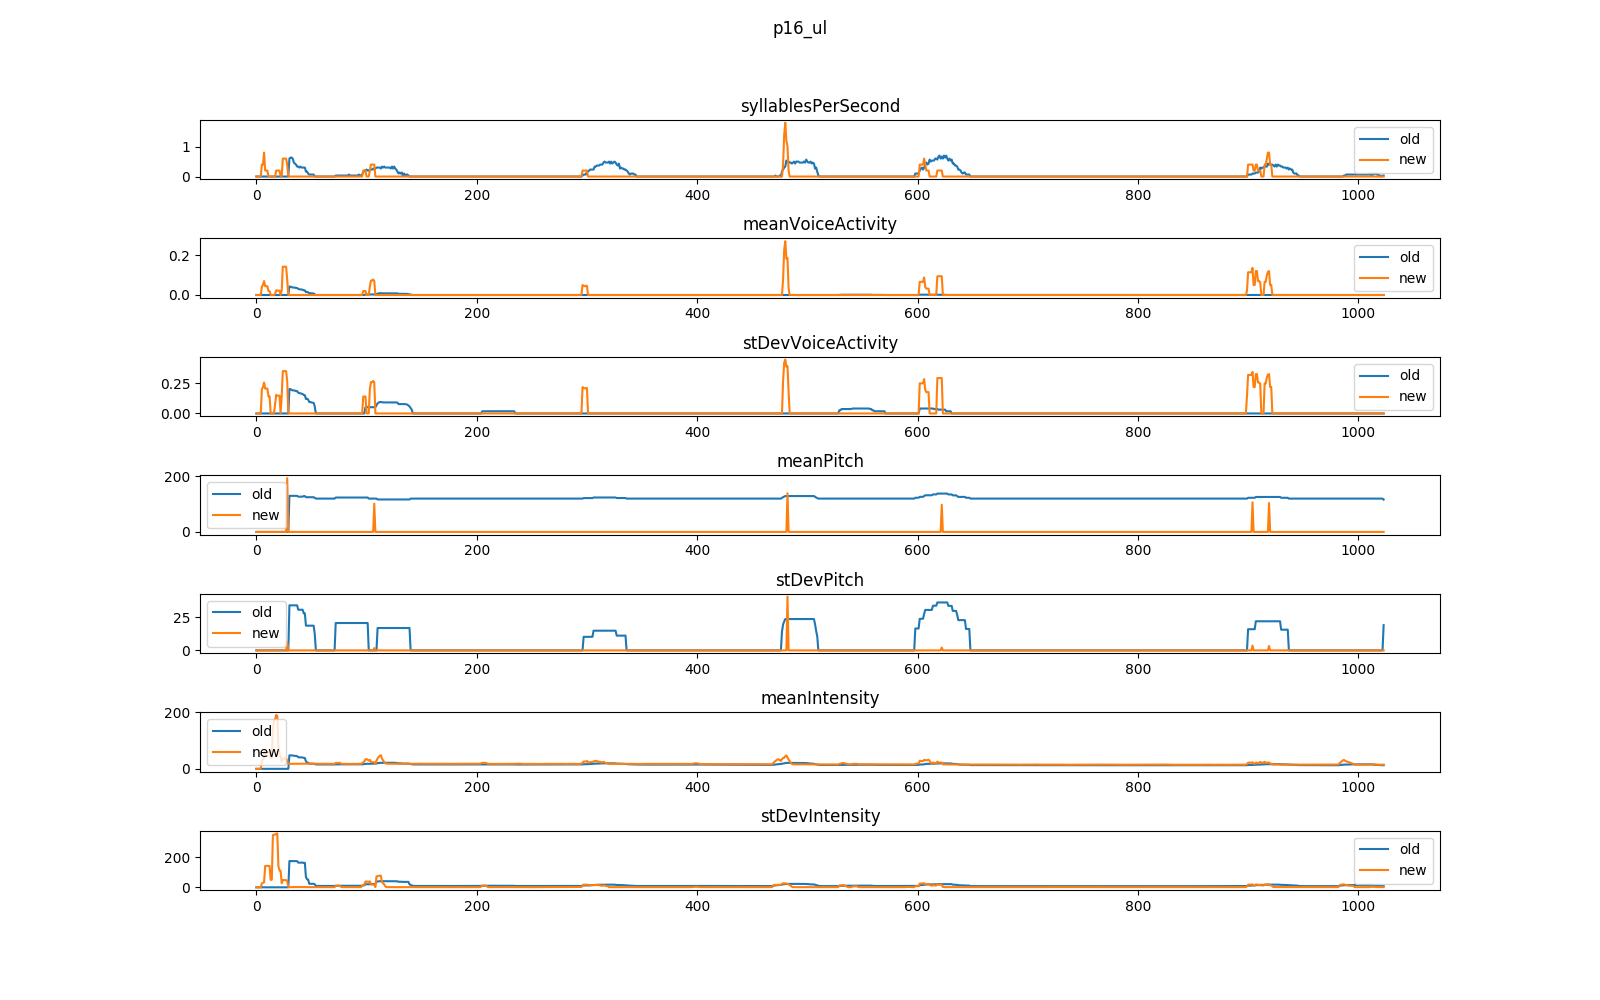 p16_ul
syllablesPerSecond
1
0
old
new
0 200 400 600 800 1000
meanVoiceActivity
0.2
0.0
old
new
0 200 400 600 800 1000
stDevVoiceActivity
0.25
0.00
old
new
0 200 400 600 800 1000
meanPitch
200
0
old
new
0 200 400 600 800 1000
stDevPitch
25
0
old
new
0 200 400 600 800 1000
meanIntensity
200
0
old
new
0 200 400 600 800 1000
stDevIntensity
200
0
old
new
0 200 400 600 800 1000